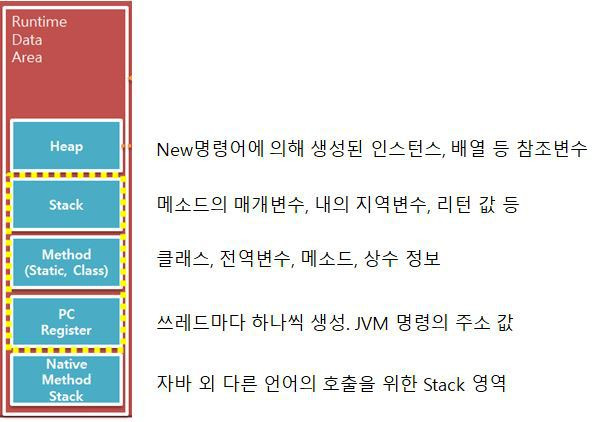 Runtime
Data
Area
Heap
New명령어에 의해 생성된 인스턴스, 배열 등 참조변수
Stack
메소드의 매개변수, 내의 지역변수, 리턴 값 등
Method
(Static, Class)
클래스, 전역변수, 메소드, 상수 정보
PC
Register
쓰레드마다 하나씩 생성. JVM 명령의 주소 값
Native
Method
Stack
자바 외 다른 언어의 호출을 위한 Stack 영역